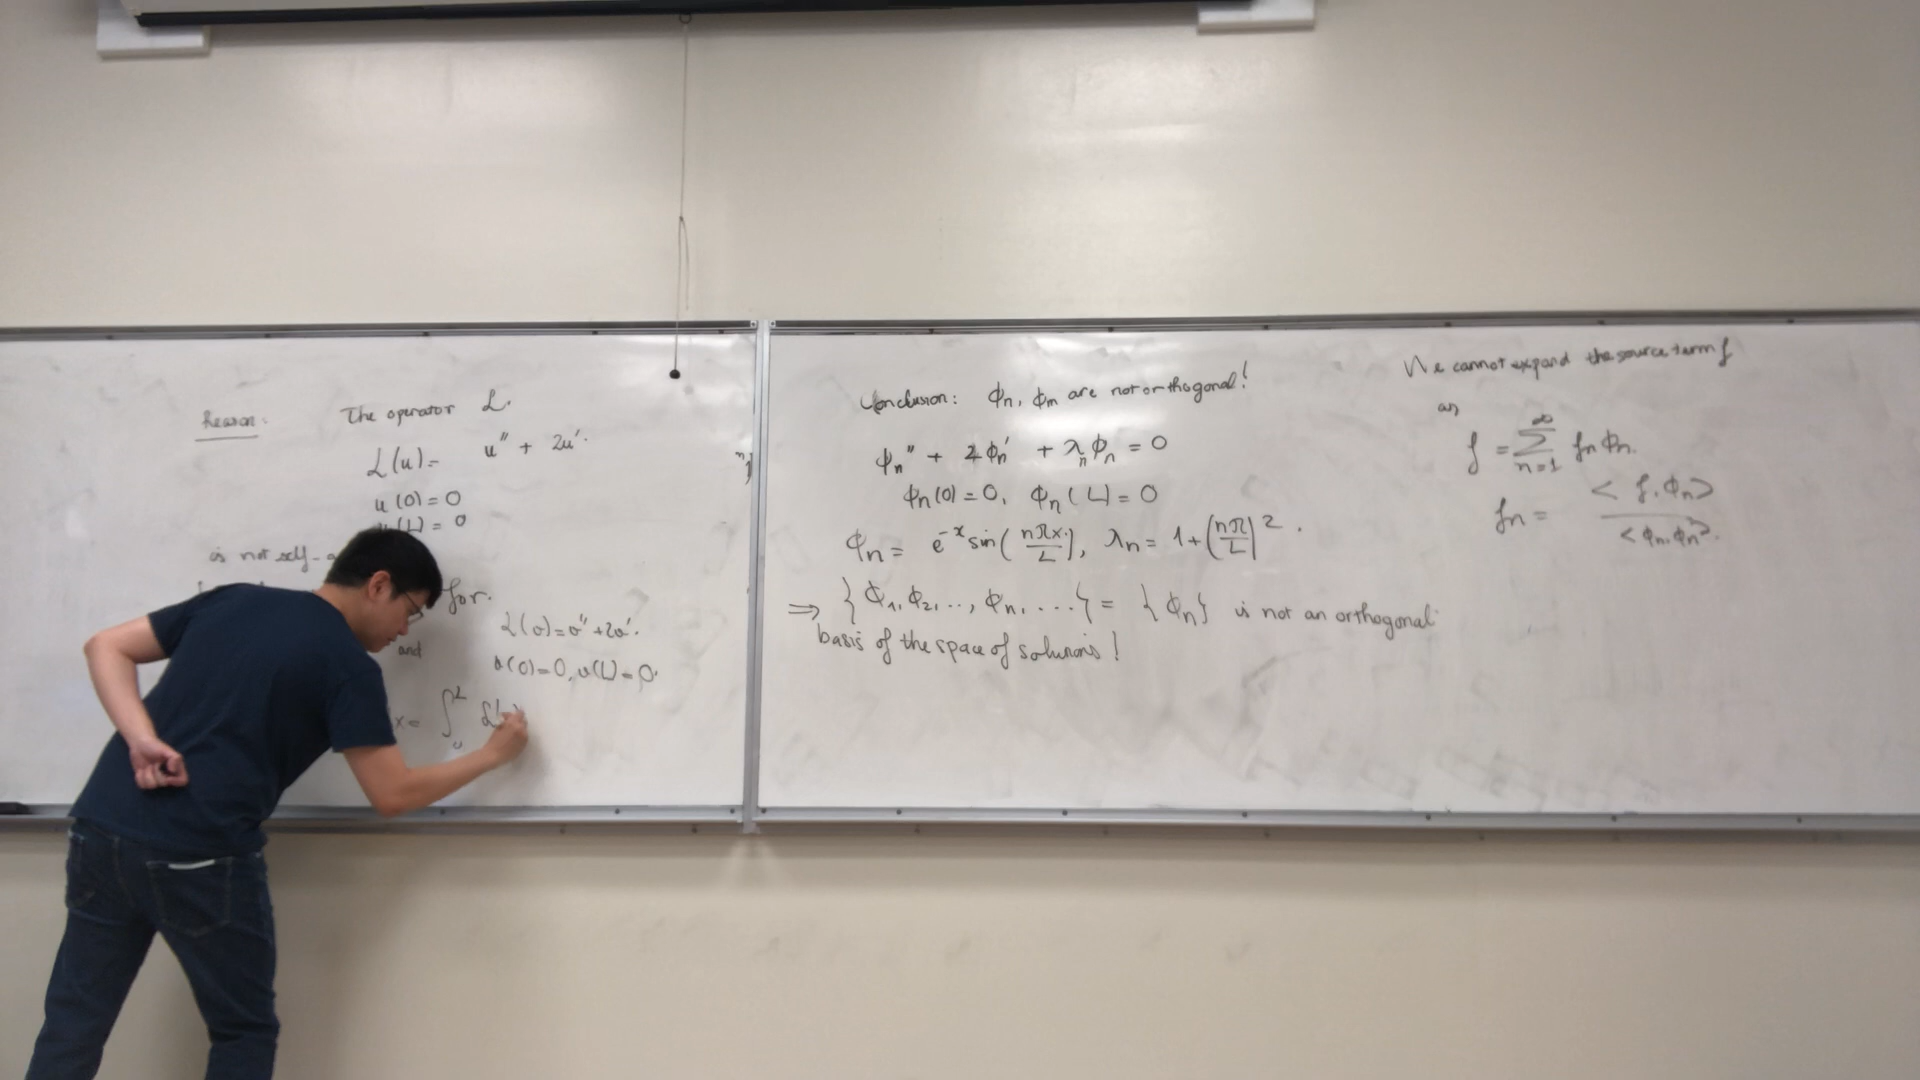 Reason: The operator L.
L(u) = u'' + 2u'.
u(0) = 0
u(L) = 0
is not self-a
for.
L(v) = v'' + 2v'.
and
v(0) = 0, v(L) = 0.
x = ∫₀ᴸ L(
Conclusion: ϕn, ϕm are not orthogonal!
ϕn'' + 2ϕn' + λnϕn = 0
ϕn(0) = 0, ϕn(L) = 0
ϕn = e^-x sin(nπx/L), λn = 1 + (nπ/L)².
⇒ {ϕ1, ϕ2, .., ϕn, ....} = {ϕn} is not an orthogonal
basis of the space of solutions!
We cannot expand the source term f
as
f = ∑_{n=1}^∞ fn ϕn.
fn = <f, ϕn> / <ϕn, ϕn>.